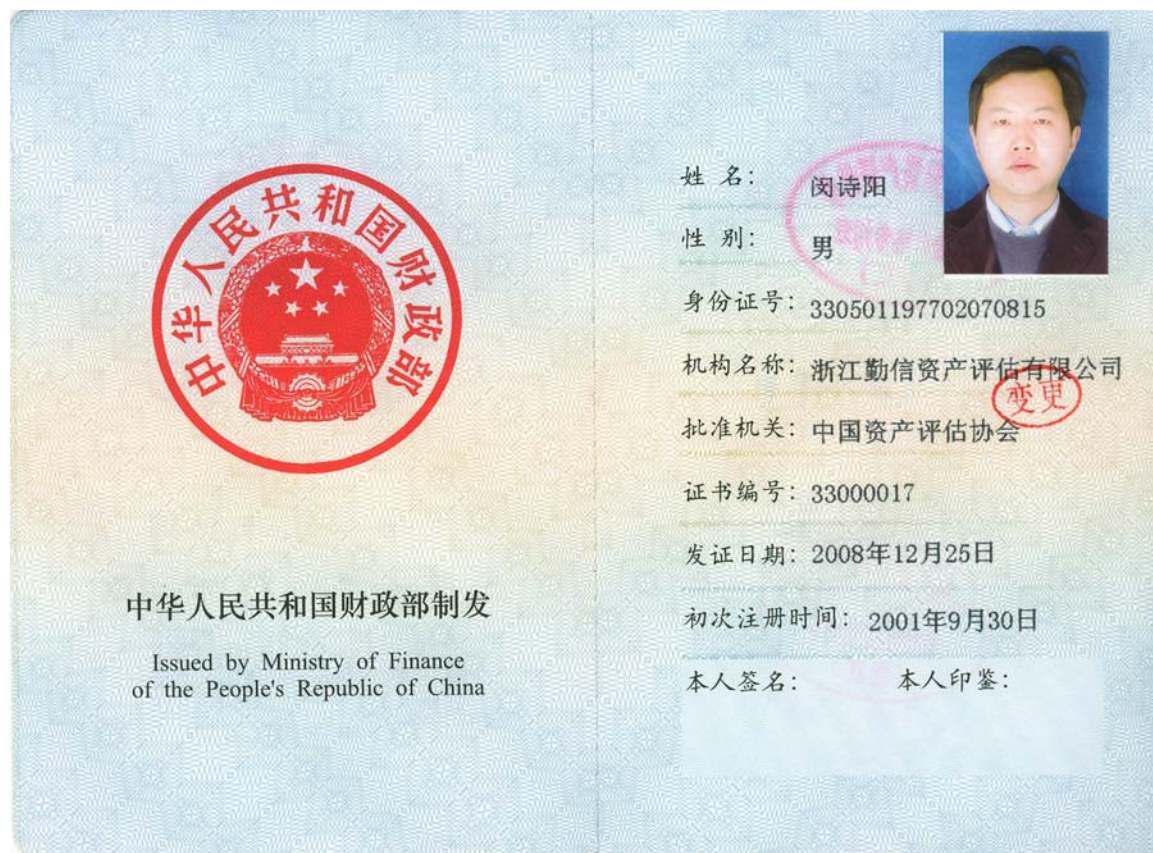 中华人民共和国财政部
中华人民共和国财政部制发
Issued by Ministry of Finance
of the People's Republic of China
姓 名: 闵诗阳
性 别: 男
身份证号: 330501197702070815
机构名称: 浙江勤信资产评估有限公司
变更
批准机关: 中国资产评估协会
证书编号: 33000017
发证日期: 2008年12月25日
初次注册时间: 2001年9月30日
本人签名: 本人印鉴: